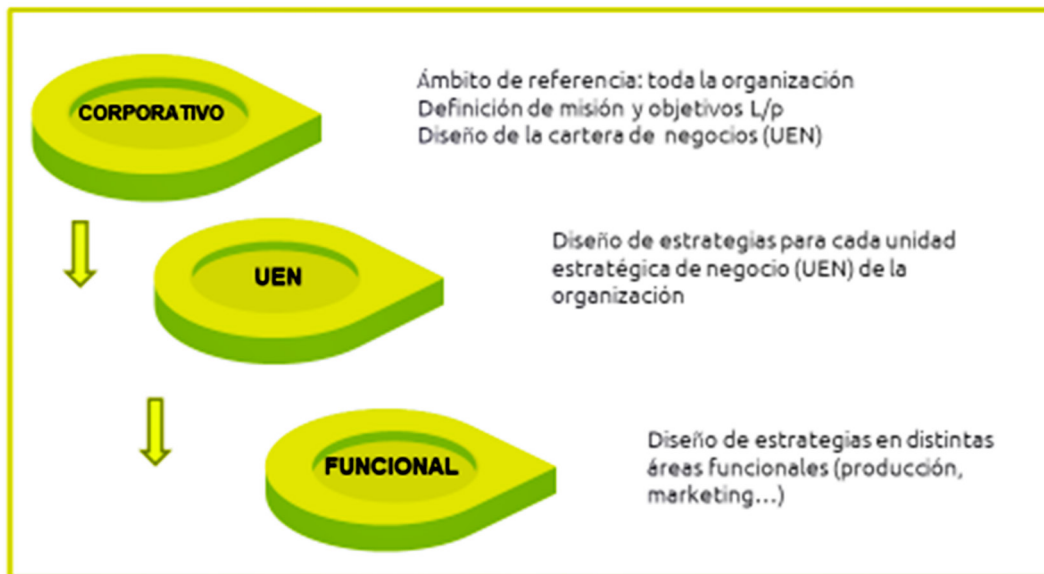 CORPORATIVO
Ámbito de referencia: toda la organización
Definición de misión y objetivos L/p
Diseño de la cartera de negocios (UEN)
UEN
Diseño de estrategias para cada unidad
estratégica de negocio (UEN) de la
organización
FUNCIONAL
Diseño de estrategias en distintas
áreas funcionales (producción,
marketing...)